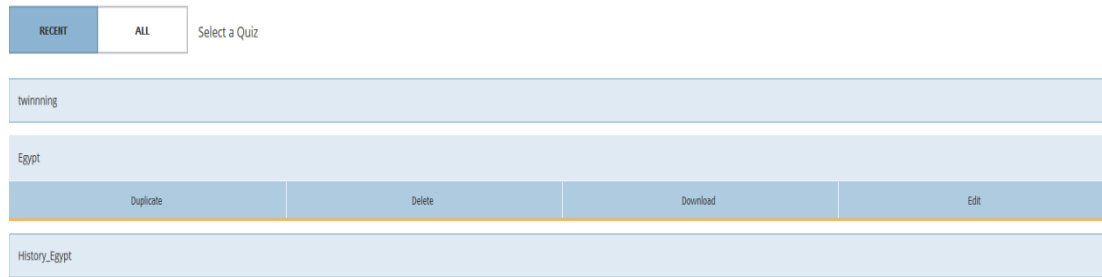 RECENT ALL Select a Quiz
twinnning
Egypt
Duplicate Delete Download Edit
History_Egypt